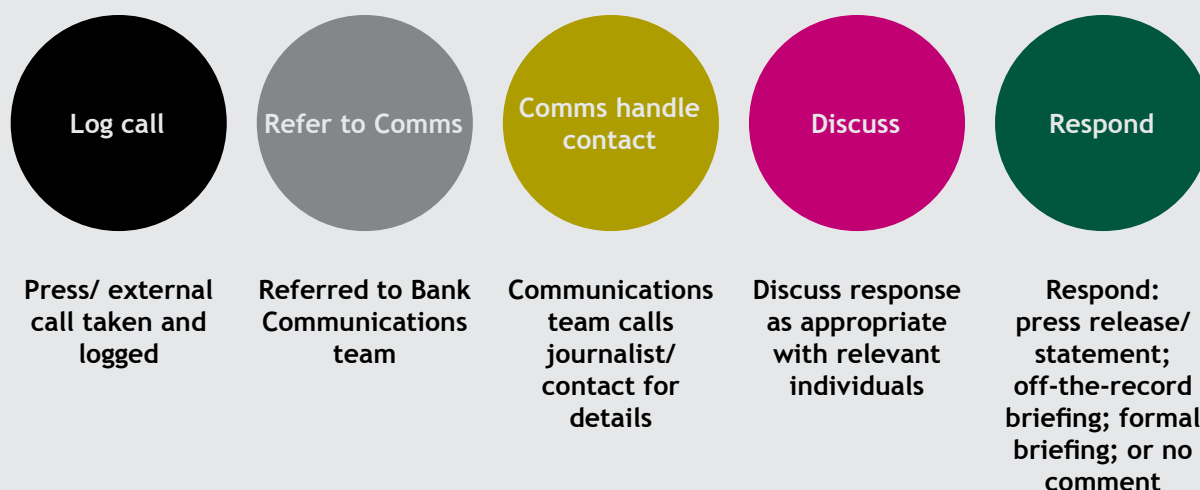 Log call
Refer to Comms
Comms handle
contact
Discuss
Respond
Press/ external
call taken and
logged
Referred to Bank
Communications
team
Communications
team calls
journalist/
contact for
details
Discuss response
as appropriate
with relevant
individuals
Respond:
press release/
statement;
off-the-record
briefing; formal
briefing; or no
comment